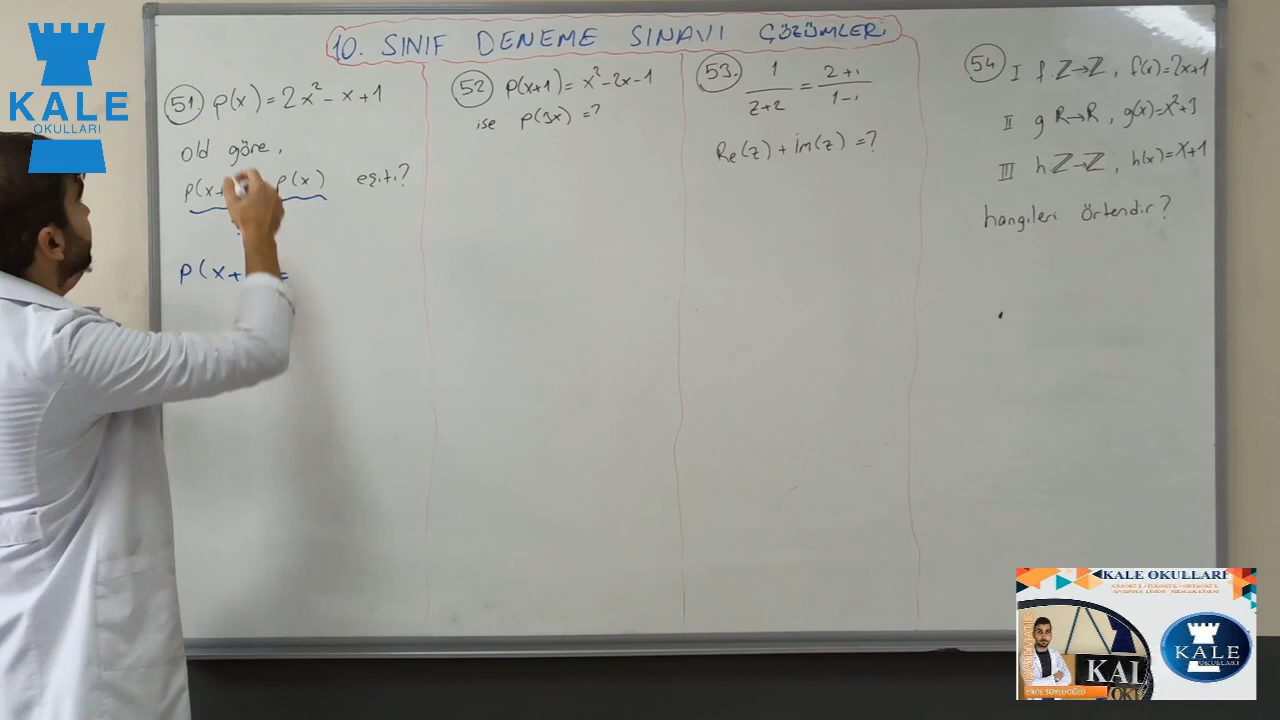 10. SINIF DENEME SINAVI ÇÖZÜMLER
KALE
OKULLARI
51. P(x) = 2x² - x + 1
old göre,
P(x+ P(x) eşiti?
P(x+ =
52 P(x+1) = x² - 2x - 1
ise P(3x) = ?
53. 1/(z+2) = (2+i)/(1-i)
Re(z) + im(z) = ?
54 I f Z→Z, f(x) = 2x+1
II g R→R, g(x) = x²+3
III h Z→Z, h(x) = x+1
hangileri örtendir?
KALE OKULLARI
KALE
OKULLARI
KAL